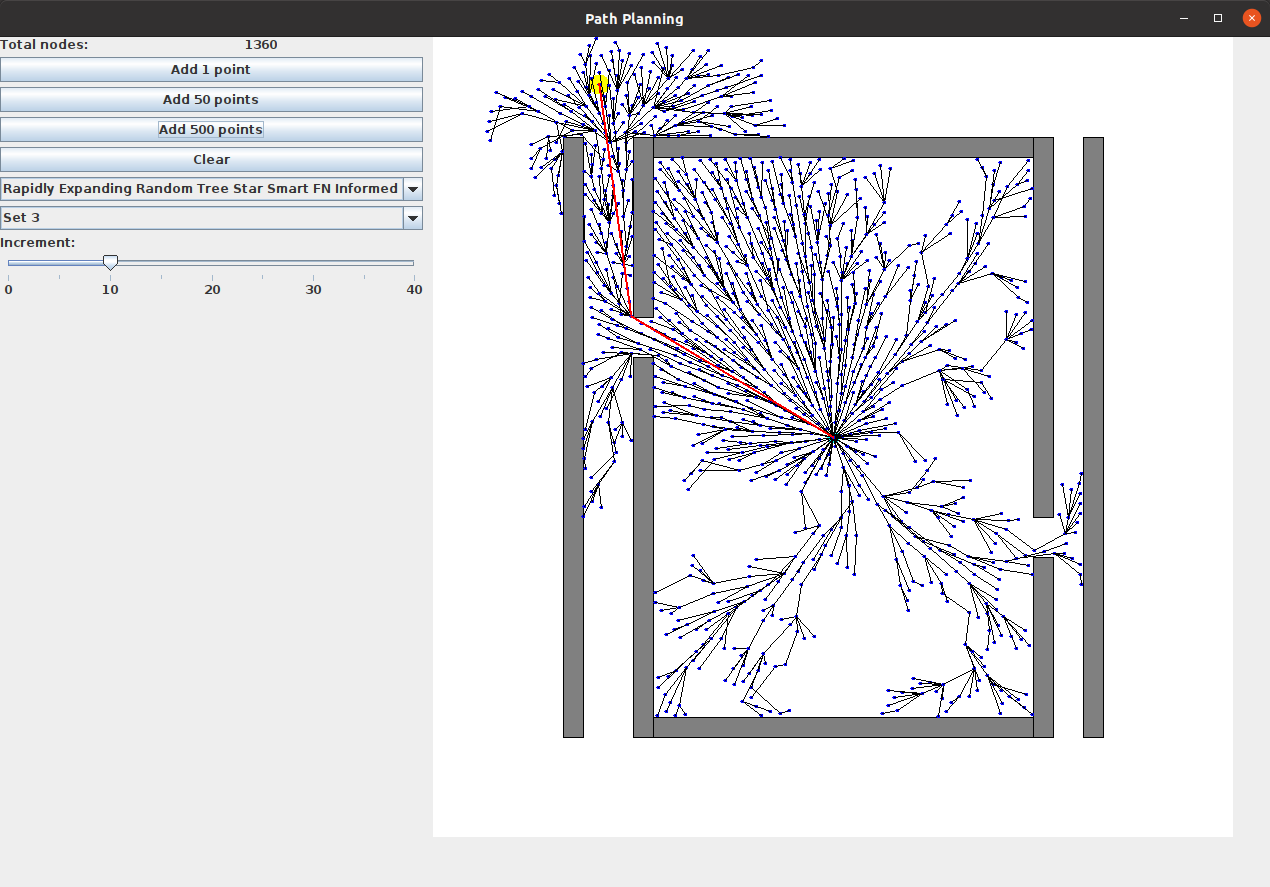 Path Planning
Total nodes: 1360
Add 1 point
Add 50 points
Add 500 points
Clear
Rapidly Expanding Random Tree Star Smart FN Informed
Set 3
Increment:
0 10 20 30 40